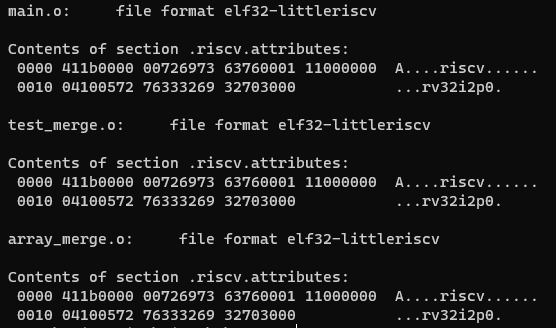 main.o:     file format elf32-littleriscv

Contents of section .riscv.attributes:
 0000 411b0000 00726973 63760001 11000000  A....riscv......
 0010 04100572 76333269 32703000           ...rv32i2p0.

test_merge.o:     file format elf32-littleriscv

Contents of section .riscv.attributes:
 0000 411b0000 00726973 63760001 11000000  A....riscv......
 0010 04100572 76333269 32703000           ...rv32i2p0.

array_merge.o:     file format elf32-littleriscv

Contents of section .riscv.attributes:
 0000 411b0000 00726973 63760001 11000000  A....riscv......
 0010 04100572 76333269 32703000           ...rv32i2p0.